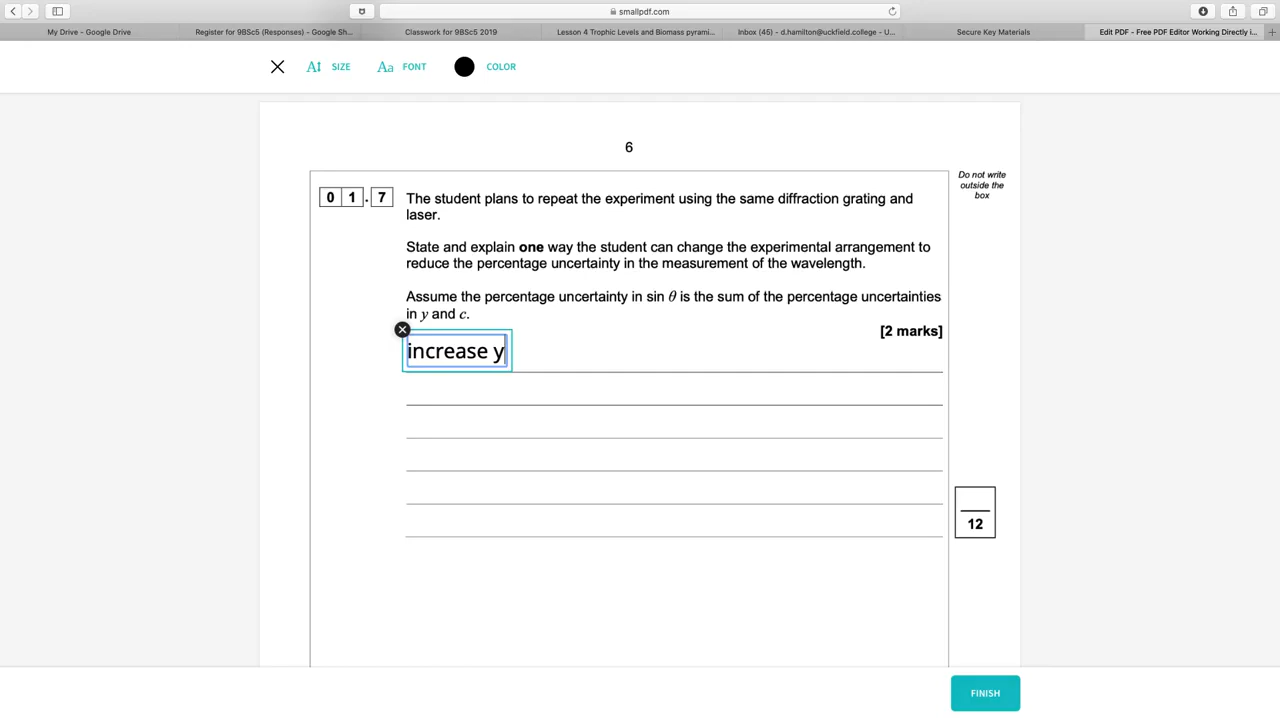 smallpdf.com
My Drive - Google Drive
Register for 9BSc5 (Responses) - Google Sh...
Classwork for 9BSc5 2019
Lesson 4 Trophic Levels and Biomass pyrami...
Inbox (45) - d.hamilton@uckfield.college - U...
Secure Key Materials
Edit PDF - Free PDF Editor Working Directly i...
SIZE
Aa FONT
COLOR
6
Do not write
outside the
box
0 1 . 7 The student plans to repeat the experiment using the same diffraction grating and
laser.
State and explain one way the student can change the experimental arrangement to
reduce the percentage uncertainty in the measurement of the wavelength.
Assume the percentage uncertainty in sin θ is the sum of the percentage uncertainties
in y and c.
[2 marks]
increase y
12
FINISH